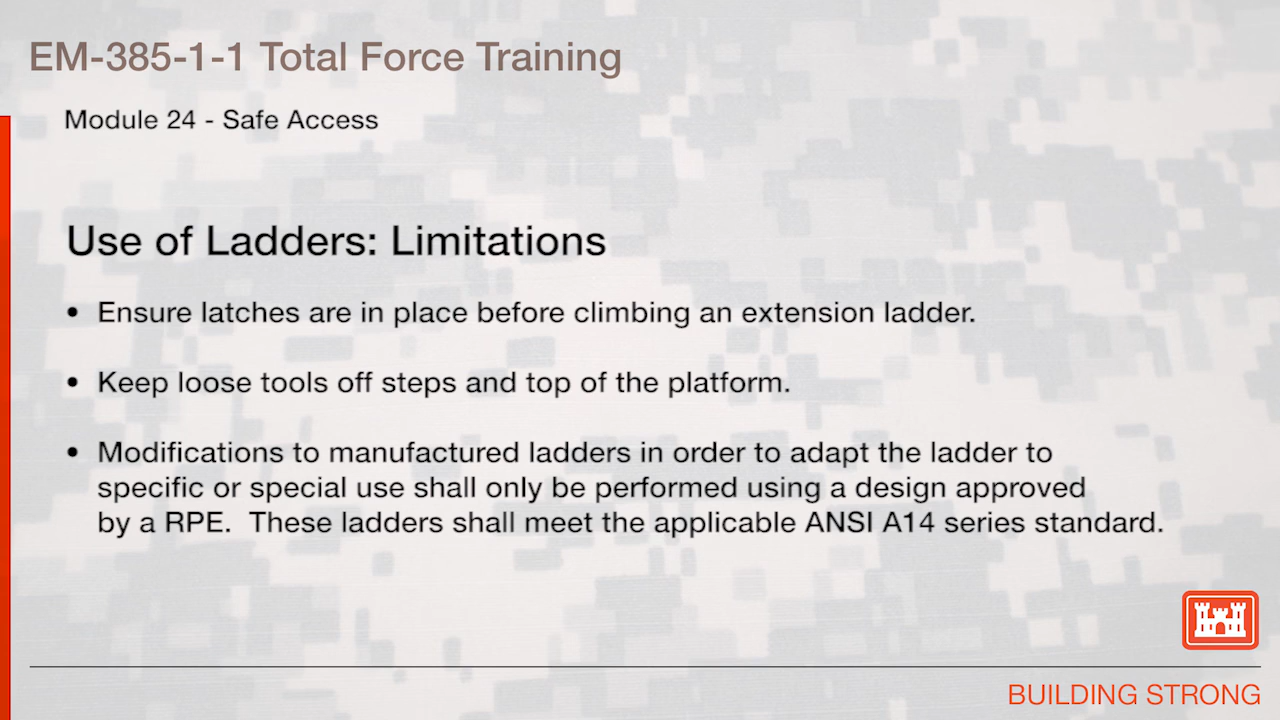 EM-385-1-1 Total Force Training
Module 24 - Safe Access
Use of Ladders: Limitations
• Ensure latches are in place before climbing an extension ladder.
• Keep loose tools off steps and top of the platform.
• Modifications to manufactured ladders in order to adapt the ladder to
specific or special use shall only be performed using a design approved
by a RPE.  These ladders shall meet the applicable ANSI A14 series standard.
BUILDING STRONG